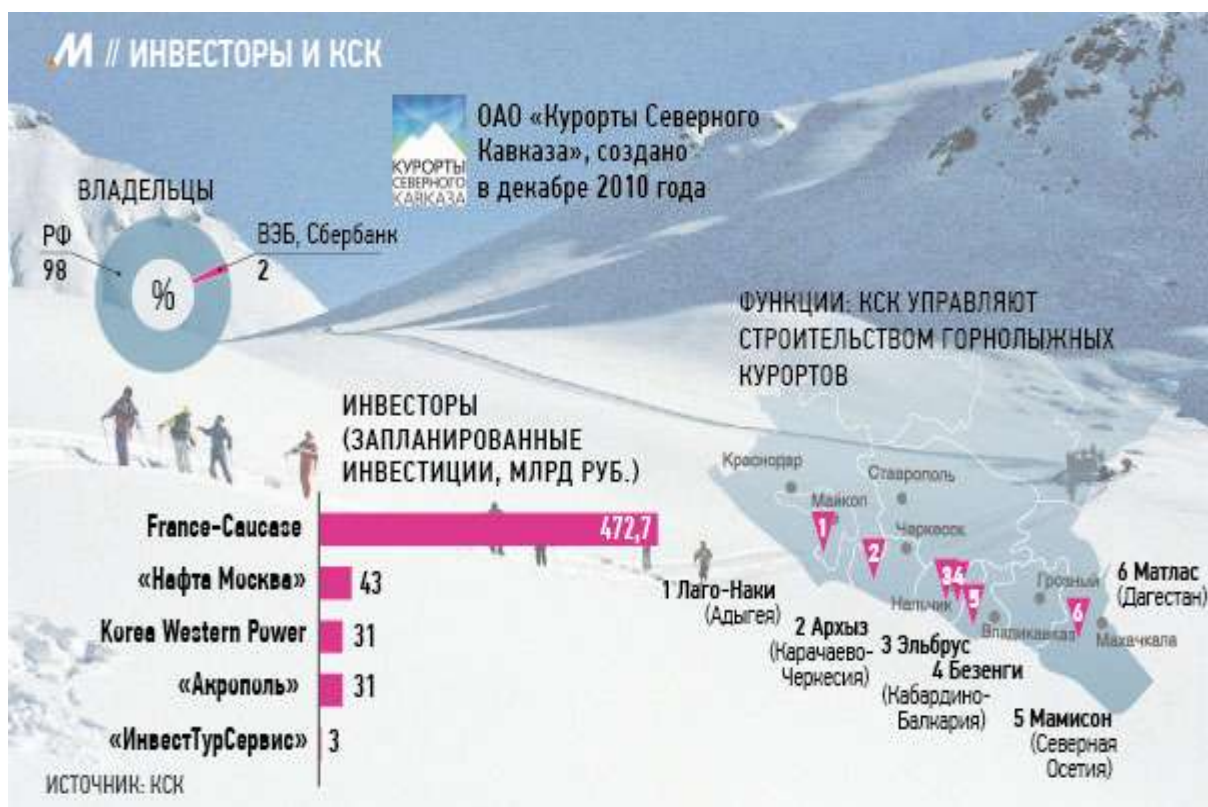 М // ИНВЕСТОРЫ И КСК
КУРОРТЫ
СЕВЕРНОГО
КАВКАЗА
ОАО «Курорты Северного
Кавказа», создано
в декабре 2010 года
ВЛАДЕЛЬЦЫ
РФ
98
%
ВЭБ, Сбербанк
2
ФУНКЦИИ: КСК УПРАВЛЯЮТ
СТРОИТЕЛЬСТВОМ ГОРНОЛЫЖНЫХ
КУРОРТОВ
ИНВЕСТОРЫ
(ЗАПЛАНИРОВАННЫЕ
ИНВЕСТИЦИИ, МЛРД РУБ.)
France-Caucase 472,7
«Нафта Москва» 43
Korea Western Power 31
«Акрополь» 31
«ИнвестТурСервис» 3
Краснодар
Ставрополь
Майкоп
Черкесск
Нальчик
Владикавказ
Грозный
Махачкала
1
2
3
4
5
6
1 Лаго-Наки
(Адыгея)
2 Архыз
(Карачаево-
Черкесия)
3 Эльбрус
4 Безенги
(Кабардино-
Балкария)
5 Мамисон
(Северная
Осетия)
6 Матлас
(Дагестан)
ИСТОЧНИК: КСК